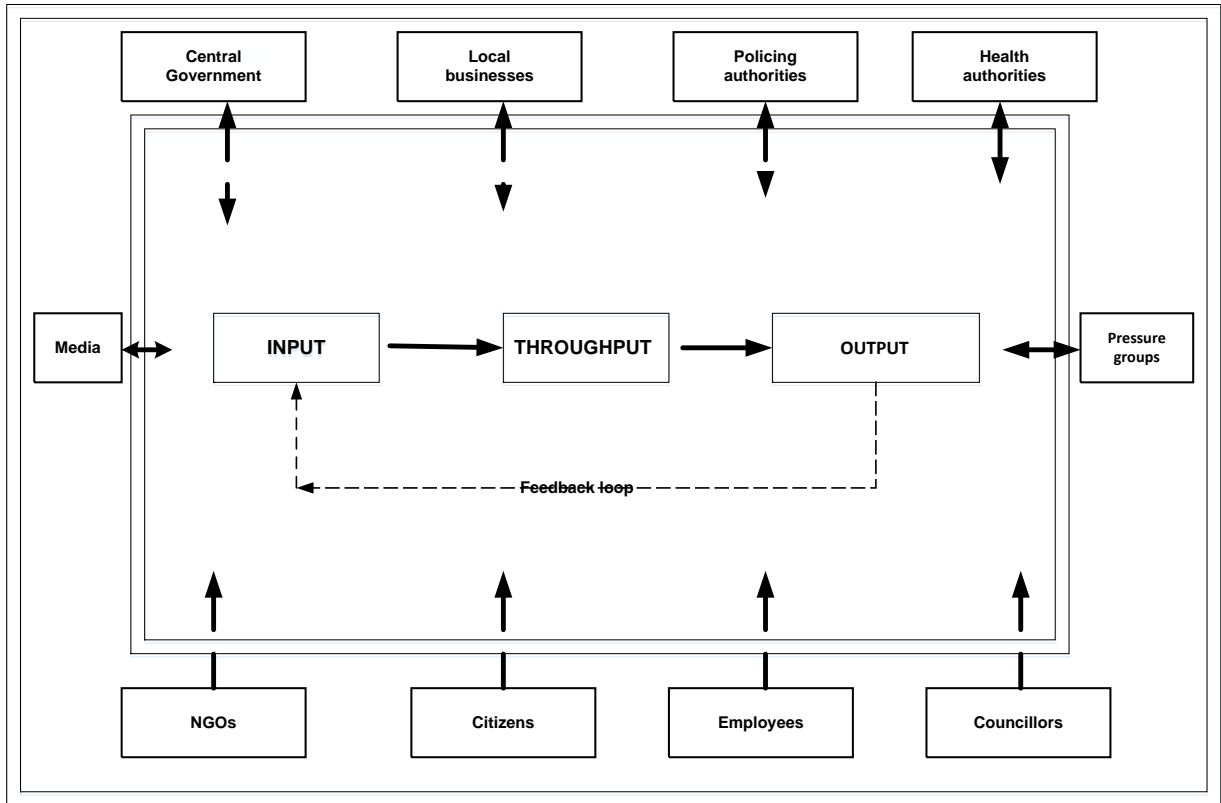 Central
Government
Local
businesses
Policing
authorities
Health
authorities
Media
INPUT
THROUGHPUT
OUTPUT
Pressure
groups
Feedback loop
NGOs
Citizens
Employees
Councillors